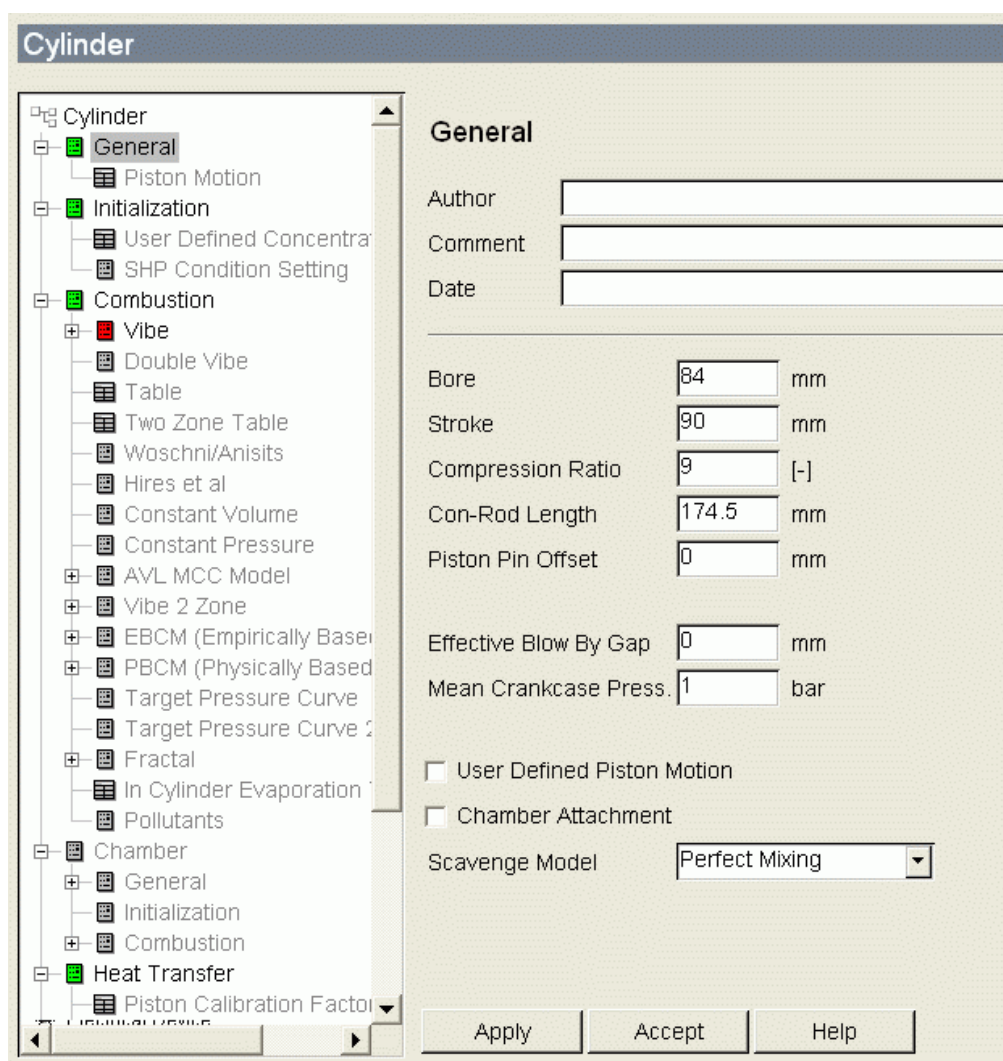 Cylinder
Cylinder
General
Piston Motion
Initialization
User Defined Concentra
SHP Condition Setting
Combustion
Vibe
Double Vibe
Table
Two Zone Table
Woschni/Anisits
Hires et al
Constant Volume
Constant Pressure
AVL MCC Model
Vibe 2 Zone
EBCM (Empirically Base
PBCM (Physically Based
Target Pressure Curve
Target Pressure Curve 2
Fractal
In Cylinder Evaporation
Pollutants
Chamber
General
Initialization
Combustion
Heat Transfer
Piston Calibration Factor
General
Author
Comment
Date
Bore 84 mm
Stroke 90 mm
Compression Ratio 9 [-]
Con-Rod Length 174.5 mm
Piston Pin Offset 0 mm
Effective Blow By Gap 0 mm
Mean Crankcase Press. 1 bar
User Defined Piston Motion
Chamber Attachment
Scavenge Model Perfect Mixing
Apply Accept Help